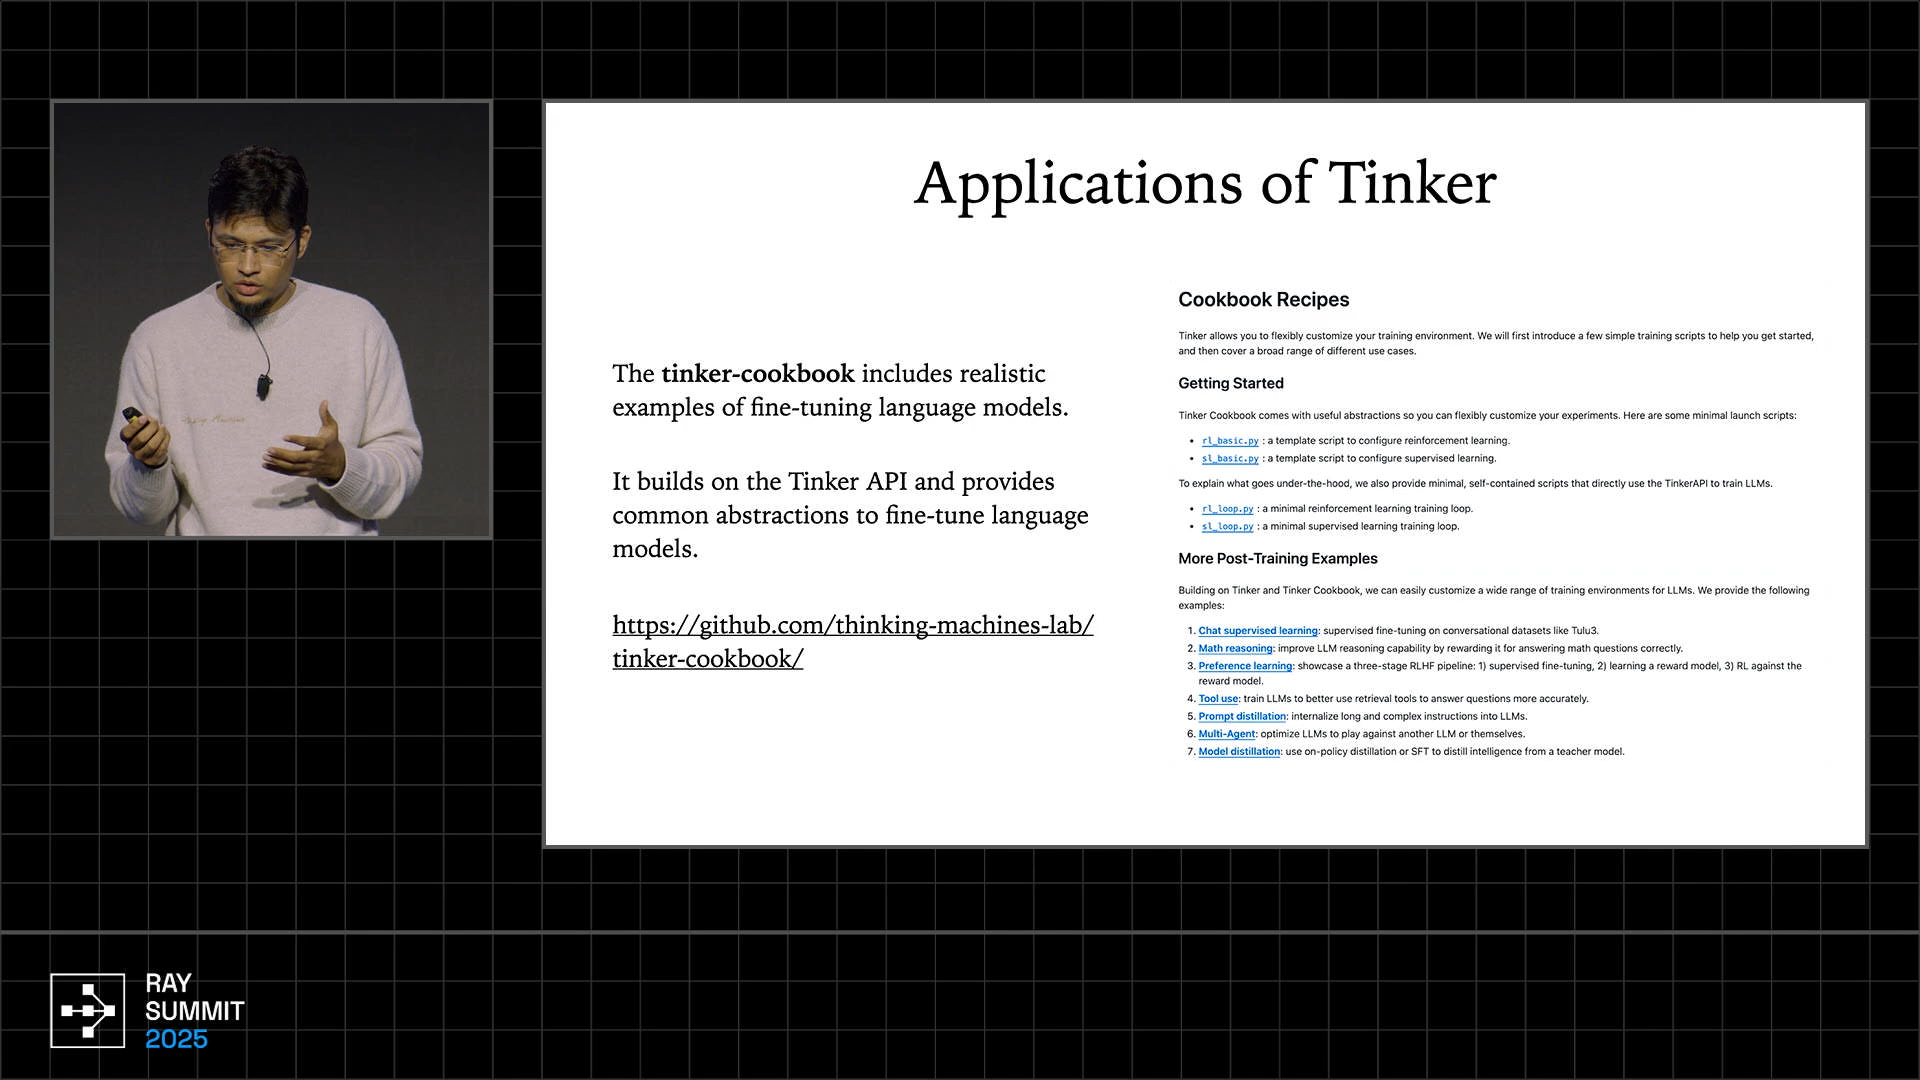 Applications of Tinker
The tinker-cookbook includes realistic
examples of fine-tuning language models.
It builds on the Tinker API and provides
common abstractions to fine-tune language
models.
https://github.com/thinking-machines-lab/
tinker-cookbook/
Cookbook Recipes
Tinker allows you to flexibly customize your training environment. We will first introduce a few simple training scripts to help you get started,
and then cover a broad range of different use cases.
Getting Started
Tinker Cookbook comes with useful abstractions so you can flexibly customize your experiments. Here are some minimal launch scripts:
• rl_basic.py : a template script to configure reinforcement learning.
• sl_basic.py : a template script to configure supervised learning.
To explain what goes under-the-hood, we also provide minimal, self-contained scripts that directly use the TinkerAPI to train LLMs.
• rl_loop.py : a minimal reinforcement learning training loop.
• sl_loop.py : a minimal supervised learning training loop.
More Post-Training Examples
Building on Tinker and Tinker Cookbook, we can easily customize a wide range of training environments for LLMs. We provide the following
examples:
1. Chat supervised learning: supervised fine-tuning on conversational datasets like Tulu3.
2. Math reasoning: improve LLM reasoning capability by rewarding it for answering math questions correctly.
3. Preference learning: showcase a three-stage RLHF pipeline: 1) supervised fine-tuning, 2) learning a reward model, 3) RL against the
reward model.
4. Tool use: train LLMs to better use retrieval tools to answer questions more accurately.
5. Prompt distillation: internalize long and complex instructions into LLMs.
6. Multi-Agent: optimize LLMs to play against another LLM or themselves.
7. Model distillation: use on-policy distillation or SFT to distill intelligence from a teacher model.
RAY
SUMMIT
2025